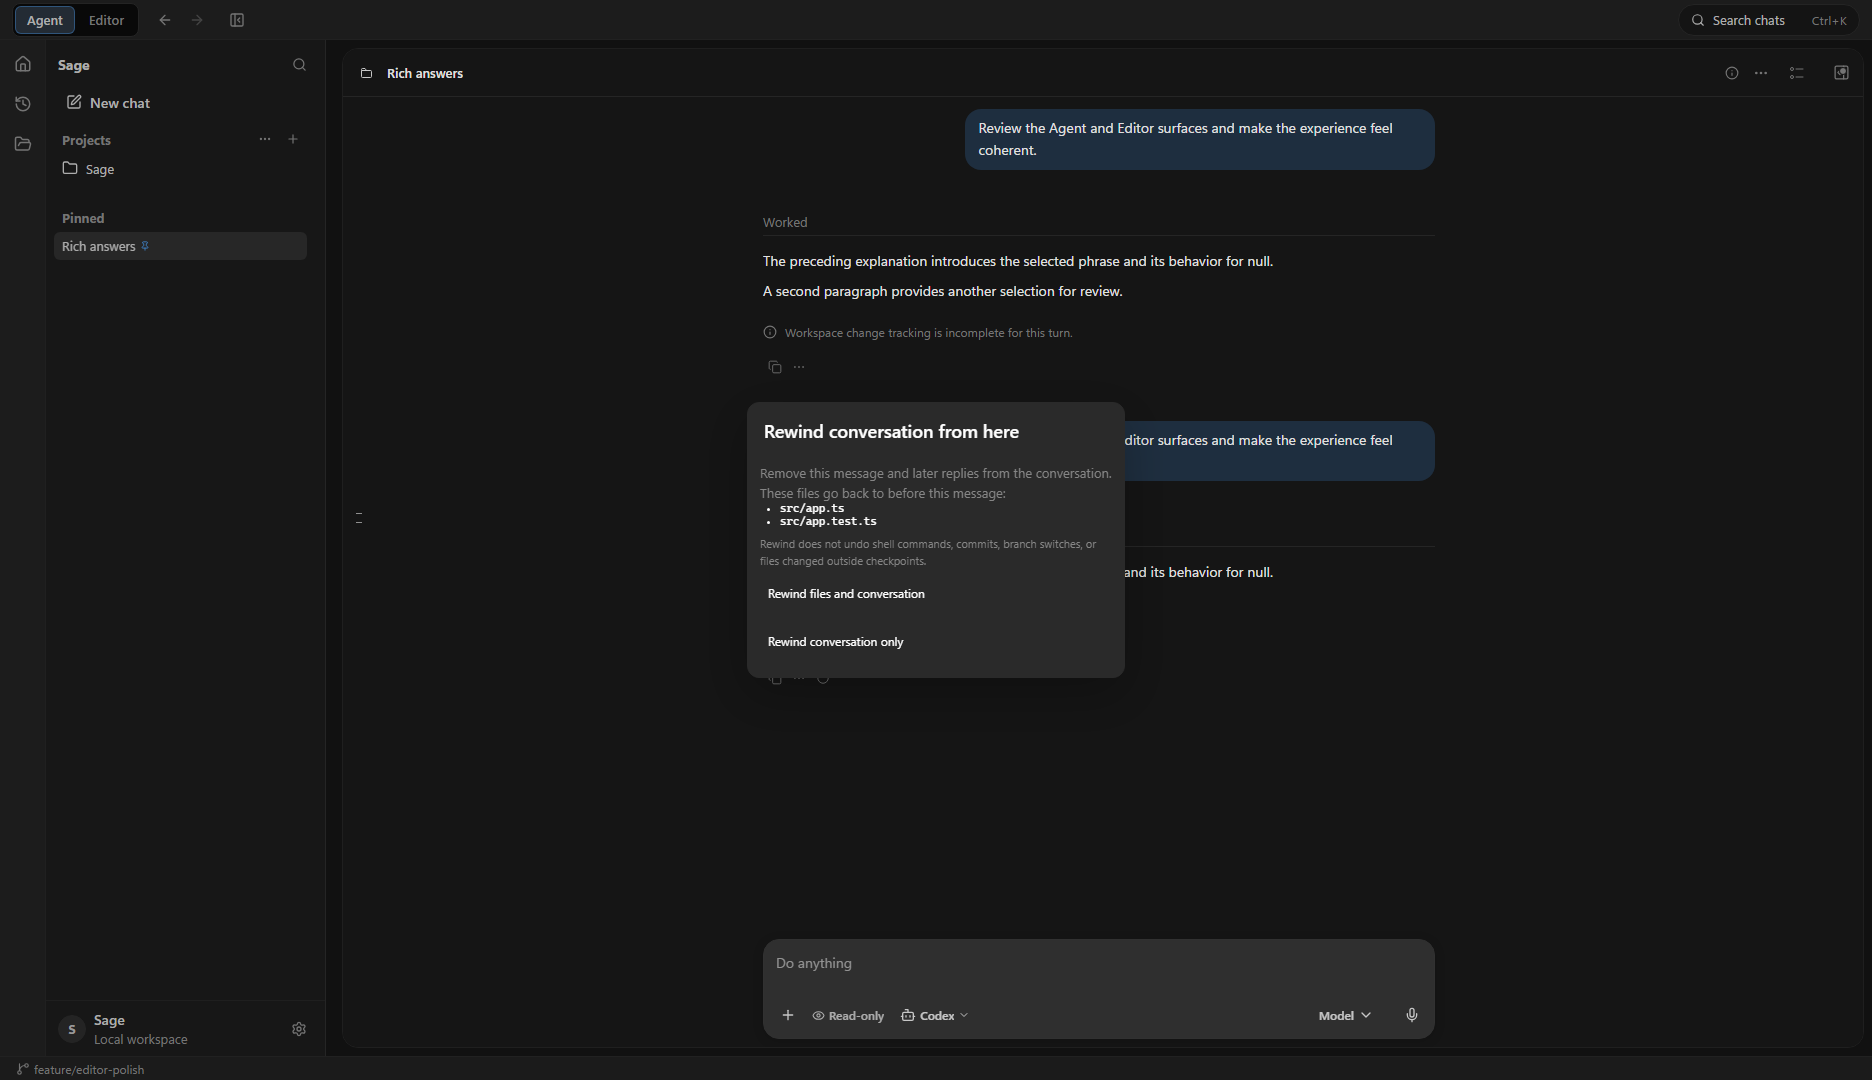 Agent
Editor
Search chats
Ctrl+K
Sage
New chat
Projects
Sage
Pinned
Rich answers
Rich answers
Review the Agent and Editor surfaces and make the experience feel
coherent.
Worked
The preceding explanation introduces the selected phrase and its behavior for null.
A second paragraph provides another selection for review.
Workspace change tracking is incomplete for this turn.
Rewind conversation from here
Remove this message and later replies from the conversation.
These files go back to before this message:
• src/app.ts
• src/app.test.ts
Rewind does not undo shell commands, commits, branch switches, or
files changed outside checkpoints.
Rewind files and conversation
Rewind conversation only
ditor surfaces and make the experience feel
and its behavior for null.
Do anything
Read-only
Codex
Model
S
Sage
Local workspace
feature/editor-polish